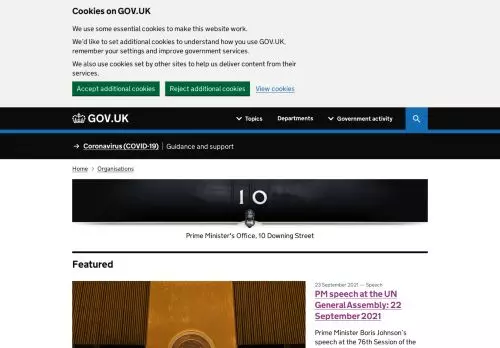 Cookies on GOV.UK
We use some essential cookies to make this website work.
We'd like to set additional cookies to understand how you use GOV.UK,
remember your settings and improve government services.
We also use cookies set by other sites to help us deliver content from their
services.
Accept additional cookies
Reject additional cookies
View cookies
GOV.UK
Topics
Departments
Government activity
Coronavirus (COVID-19)
Guidance and support
Home
Organisations
10
Prime Minister's Office, 10 Downing Street
Featured
23 September 2021 — Speech
PM speech at the UN
General Assembly: 22
September 2021
Prime Minister Boris Johnson's
speech at the 76th Session of the